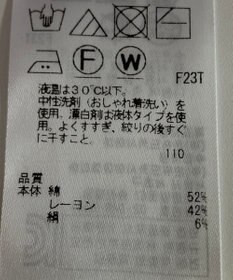 F
W
F23T
液温は30℃以下。
中性洗剤（おしゃれ着洗い）を
使用。漂白剤は液体タイプを使
用。よくすすぎ、絞りの後すぐ
に干すこと。
110
品質
本体 綿 52%
レーヨン 42%
絹 6%